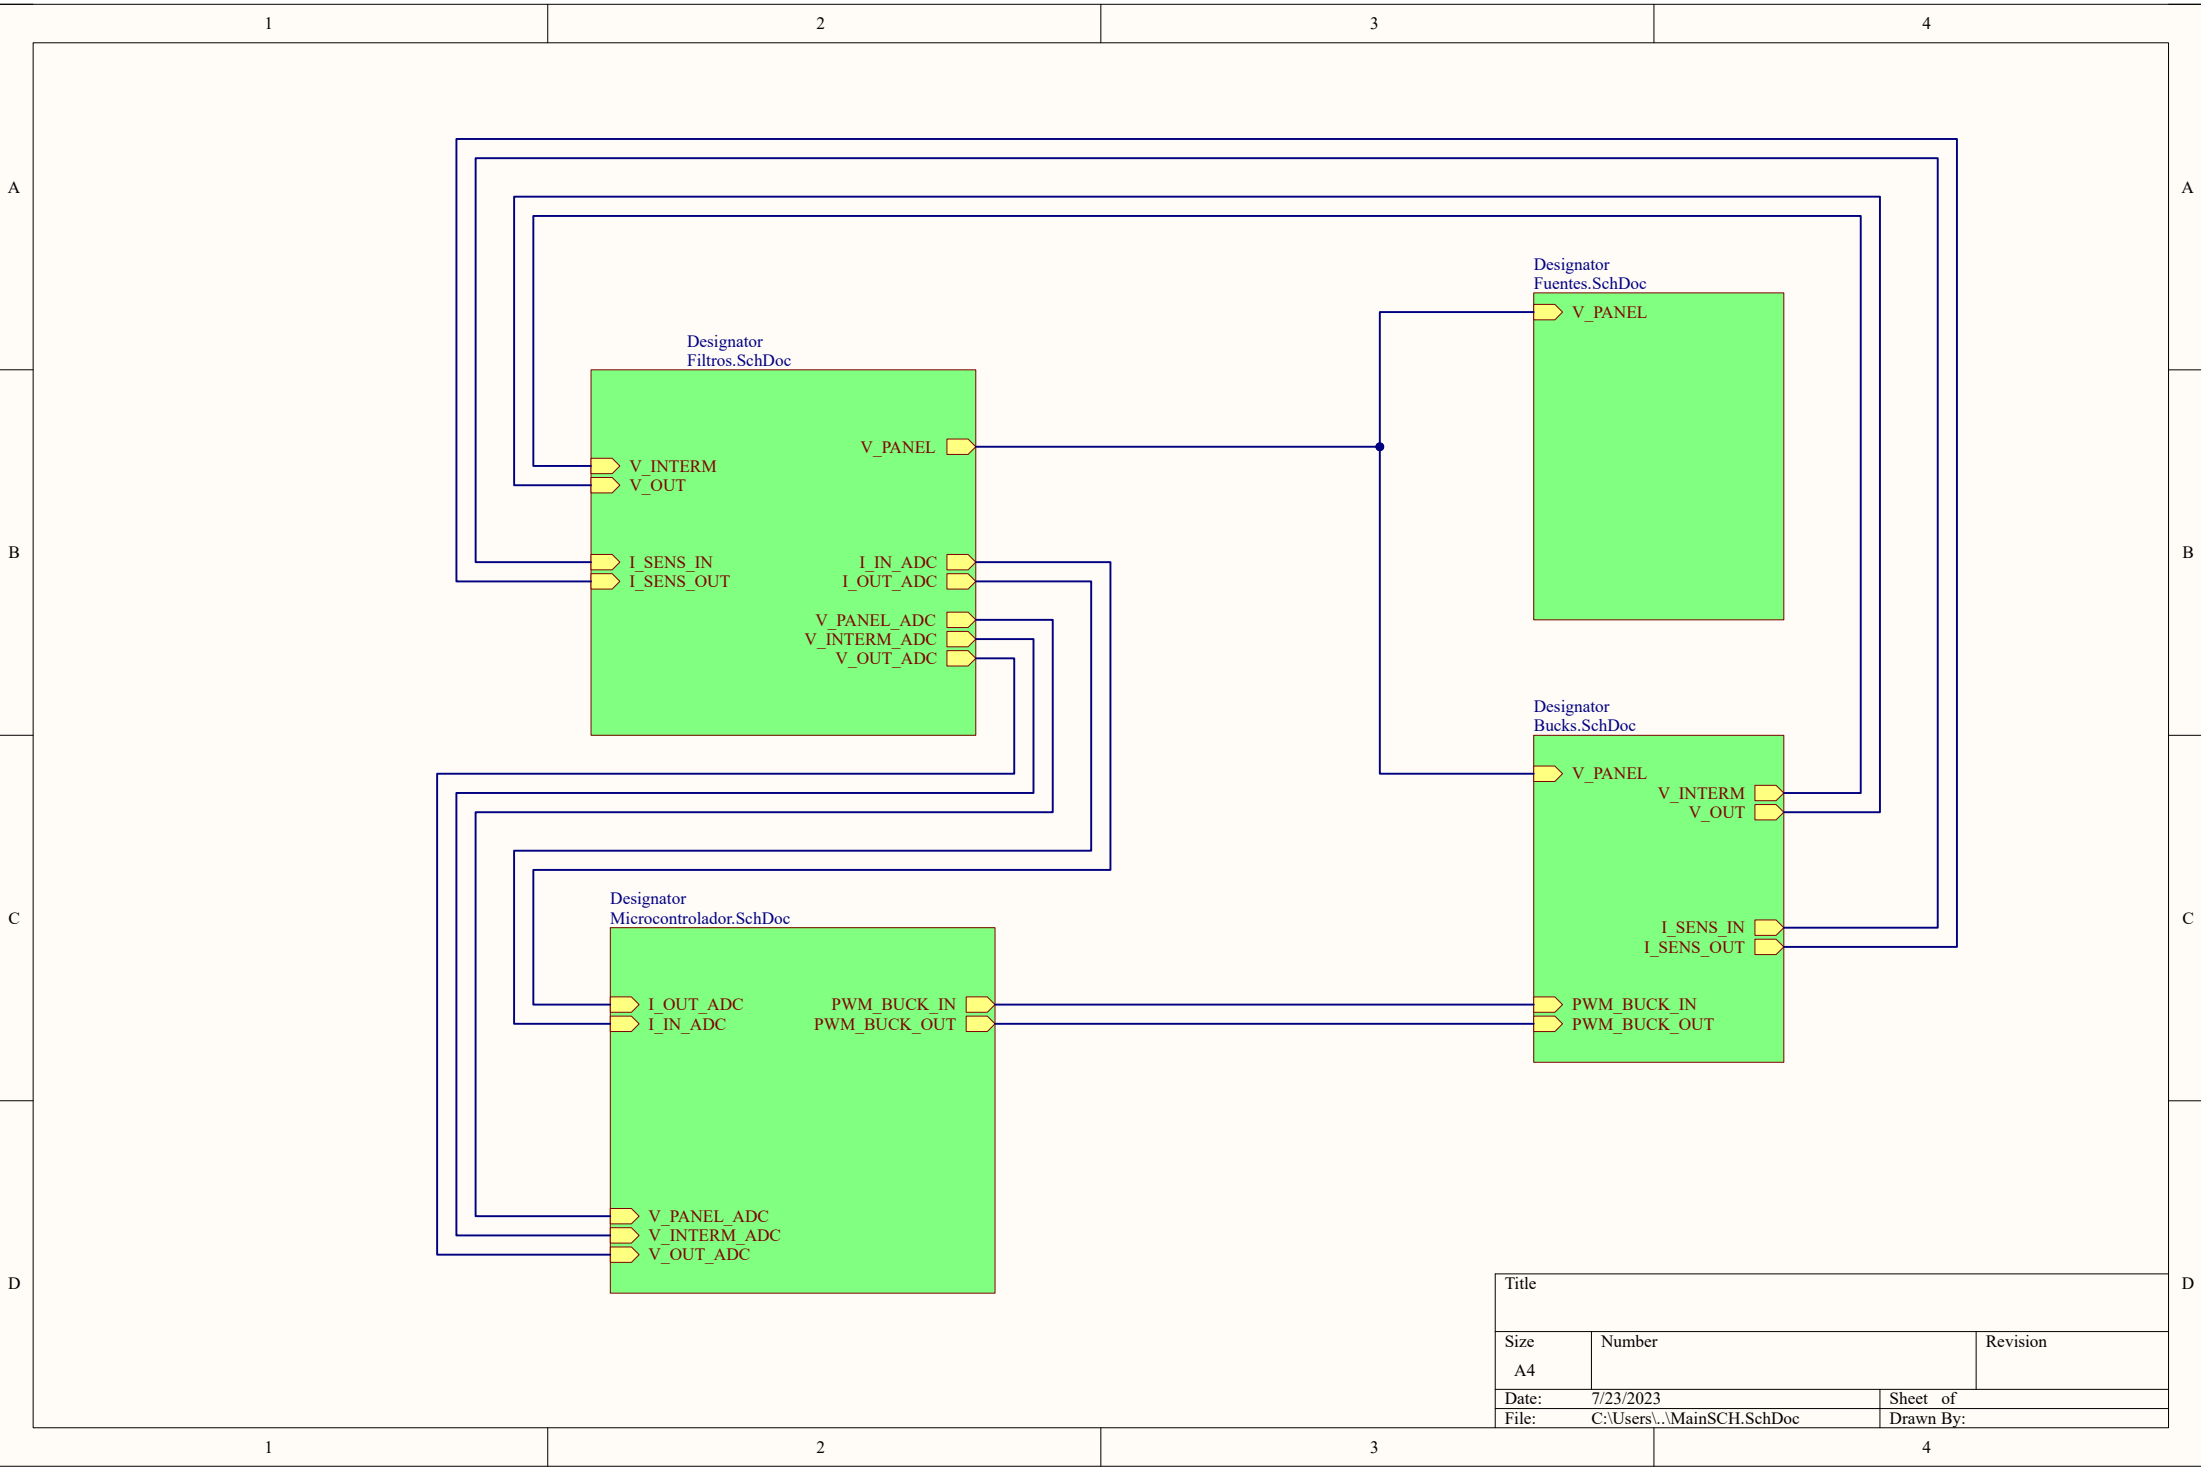 1 2 3 4
A A
Designator
Fuentes.SchDoc
V_PANEL
Designator
Filtros.SchDoc
V_PANEL
V_INTERM
V_OUT
B B
I_SENS_IN I_IN_ADC
I_SENS_OUT I_OUT_ADC
V_PANEL_ADC
V_INTERM_ADC
V_OUT_ADC
Designator
Bucks.SchDoc
V_PANEL
V_INTERM
V_OUT
C C
I_SENS_IN
I_SENS_OUT
PWM_BUCK_IN
PWM_BUCK_OUT
Designator
Microcontrolador.SchDoc
I_OUT_ADC PWM_BUCK_IN
I_IN_ADC PWM_BUCK_OUT
V_PANEL_ADC
V_INTERM_ADC
V_OUT_ADC
D D
Title
Size Number Revision
A4
Date: 7/23/2023 Sheet of
File: C:\Users\..\MainSCH.SchDoc Drawn By:
1 2 3 4